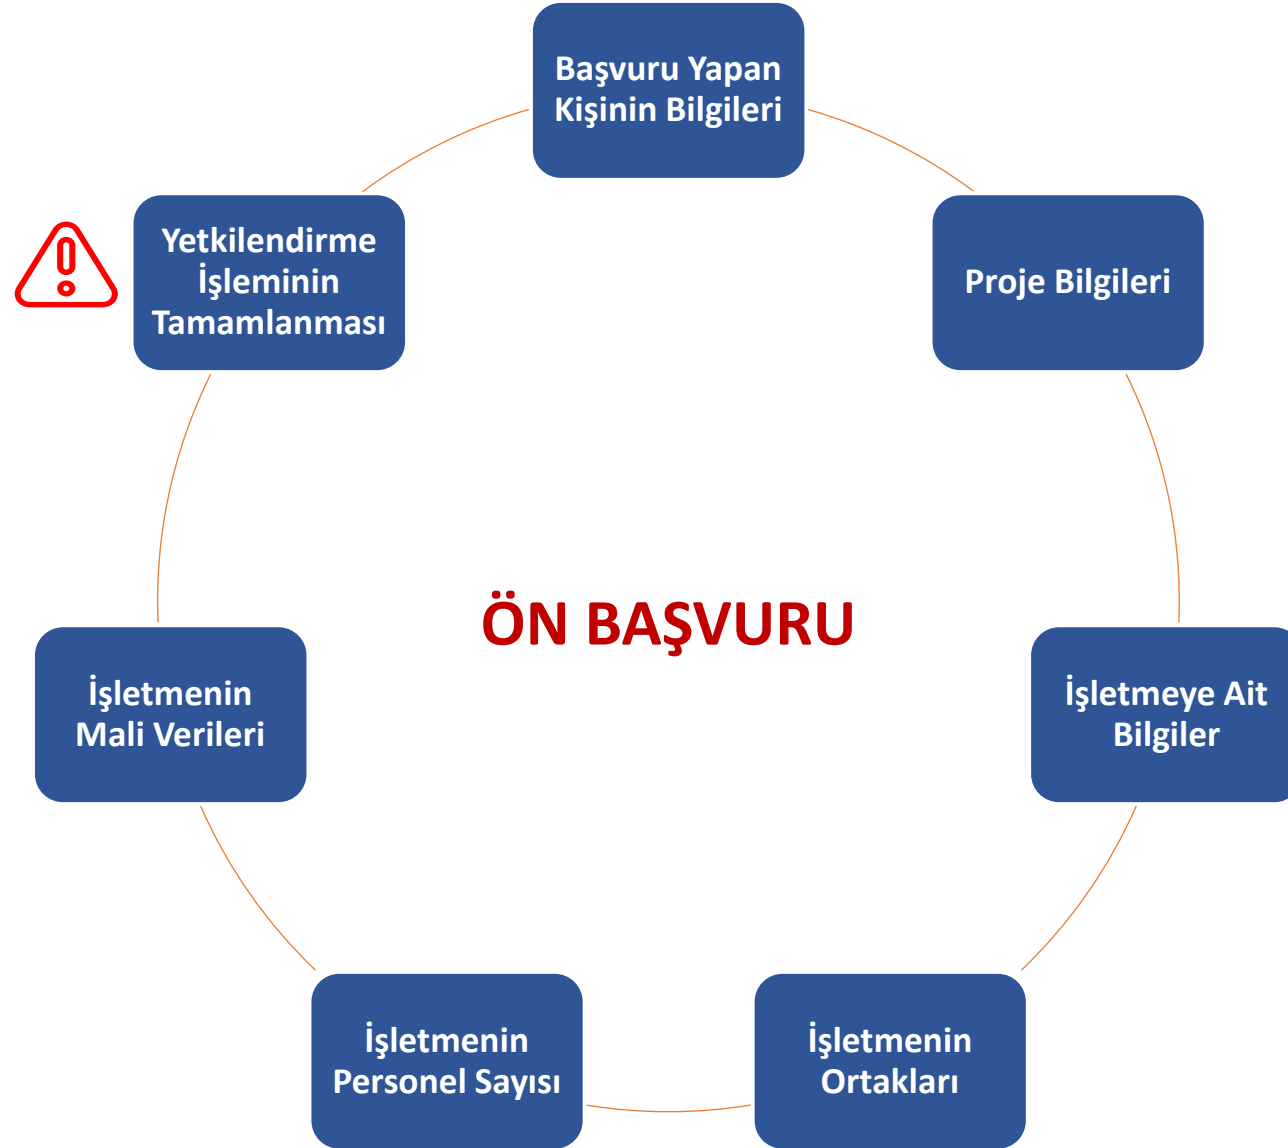 Başvuru Yapan
Kişinin Bilgileri
Proje Bilgileri
İşletmeye Ait
Bilgiler
İşletmenin
Ortakları
İşletmenin
Personel Sayısı
İşletmenin
Mali Verileri
Yetkilendirme
İşleminin
Tamamlanması
ÖN BAŞVURU